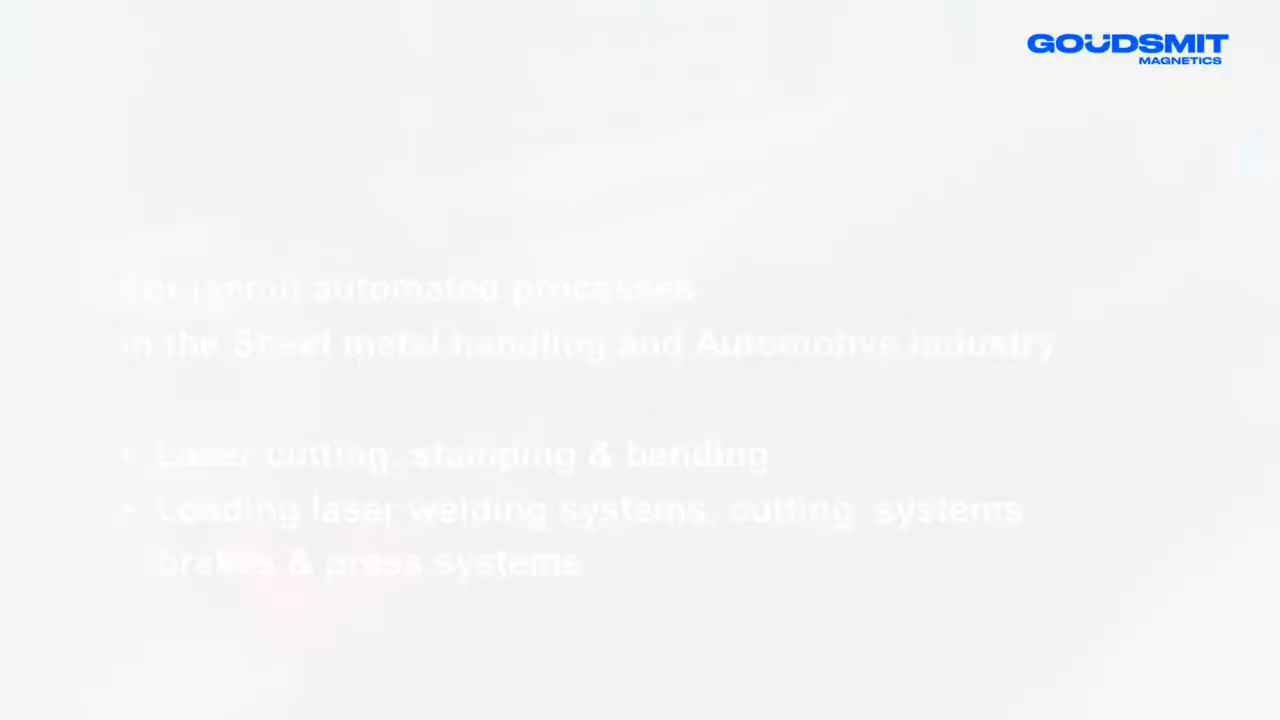 GOUDSMIT
MAGNETICS
For (semi) automated processes
in the Sheet metal handling and Automotive industry
• Laser cutting, stamping & bending
• Loading laser welding systems, cutting systems
brakes & press systems